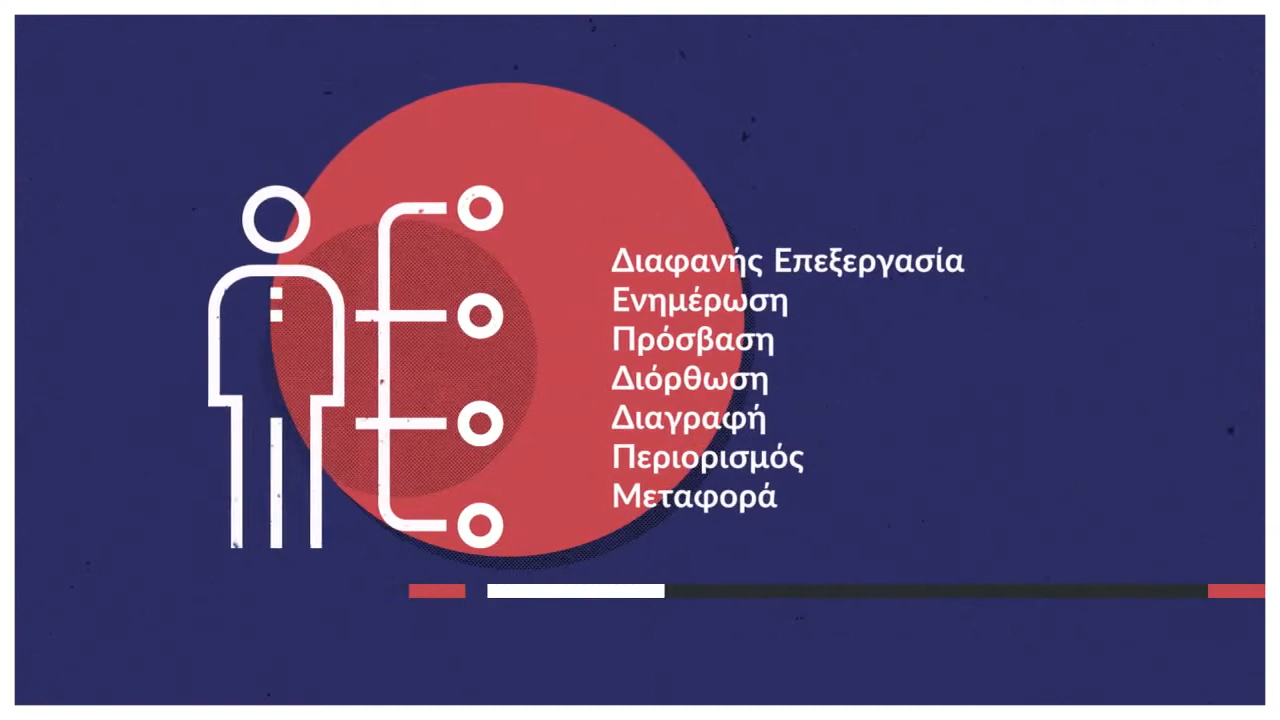 Διαφανής Επεξεργασία
Ενημέρωση
Πρόσβαση
Διόρθωση
Διαγραφή
Περιορισμός
Μεταφορά